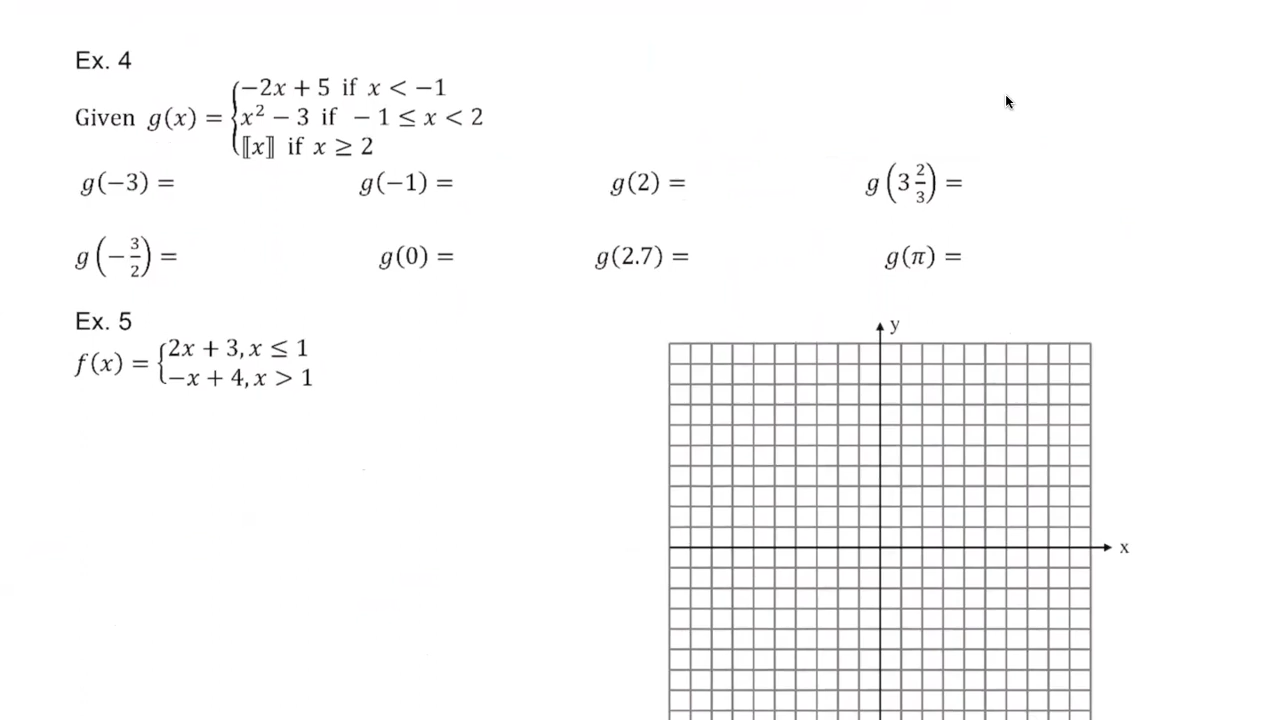 Ex. 4
Given g(x) = {−2x + 5 if x < −1
x² − 3 if − 1 ≤ x < 2
⟦x⟧ if x ≥ 2
g(−3) = g(−1) = g(2) = g(3 2/3) =
g(−3/2) = g(0) = g(2.7) = g(π) =
Ex. 5
f(x) = {2x + 3, x ≤ 1
−x + 4, x > 1
y
x